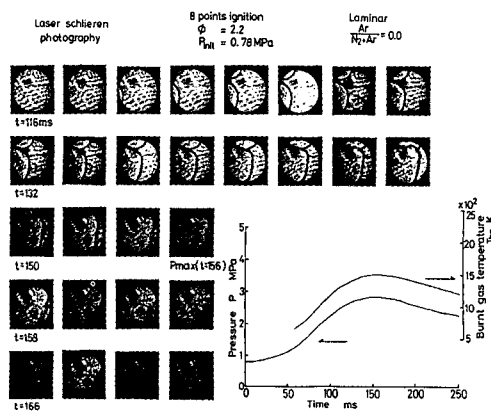 Laser schlieren
photography
8 points ignition
Φ = 2.2
Pinit = 0.78 MPa
Laminar
Ar
N2+Ar = 0.0
t=116ms
t=132
t=150
Pmax(t=156)
t=158
t=166
Pressure P MPa
5
4
3
2
1
0
0
50
100
150
200
250
Time ms
×10²
25
20
15
10
5
Burnt gas temperature
K